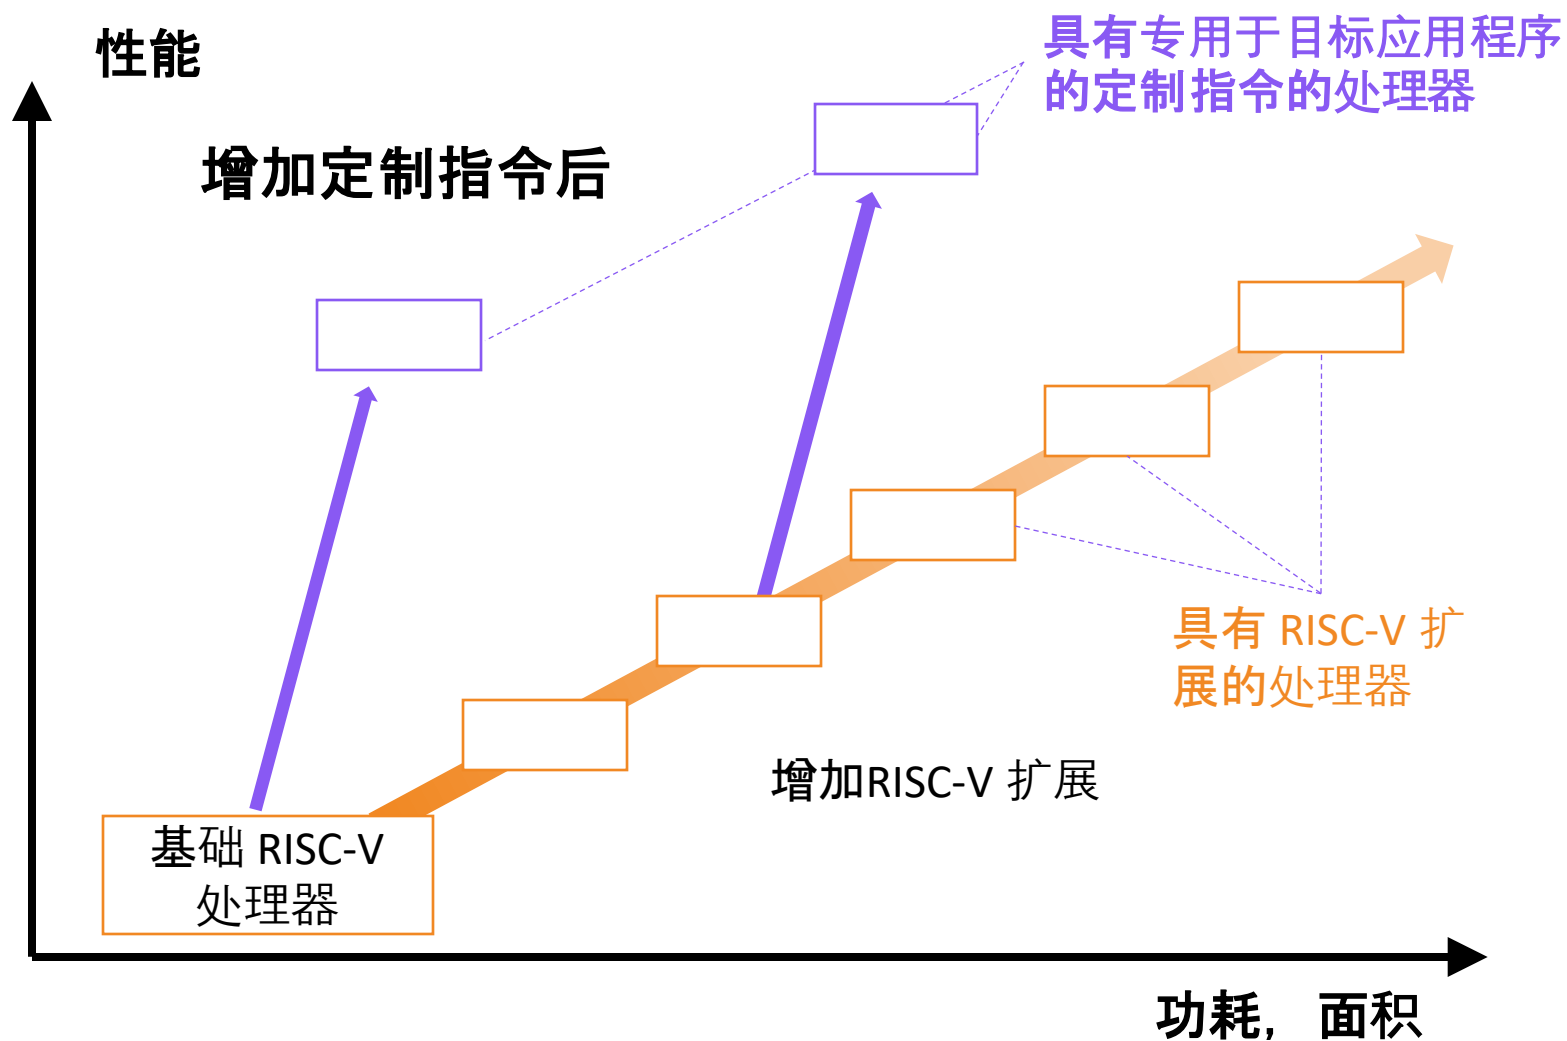 性能
具有专用于目标应用程序
的定制指令的处理器
增加定制指令后
具有 RISC-V 扩
展的处理器
增加RISC-V 扩展
基础 RISC-V
处理器
功耗，面积